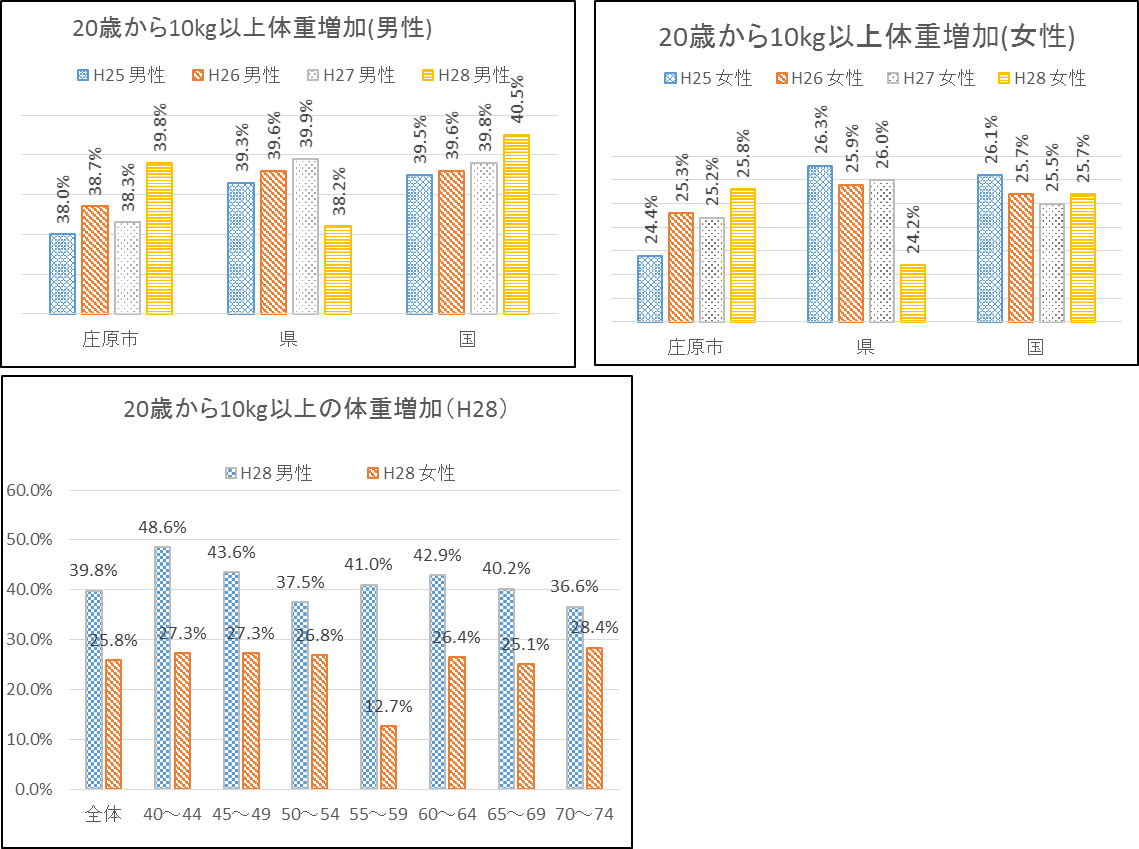 20歳から10kg以上体重増加(男性)
H25 男性 H26 男性 H27 男性 H28 男性
38.0% 38.7% 38.3% 39.8% 39.3% 39.6% 39.9% 38.2% 39.5% 39.6% 39.8% 40.5%
庄原市 県 国
20歳から10kg以上体重増加(女性)
H25 女性 H26 女性 H27 女性 H28 女性
24.4% 25.3% 25.2% 25.8% 26.3% 25.9% 26.0% 24.2% 26.1% 25.7% 25.5% 25.7%
庄原市 県 国
20歳から10kg以上の体重増加（H28）
H28 男性 H28 女性
60.0%
50.0%
40.0%
30.0%
20.0%
10.0%
0.0%
39.8% 48.6% 43.6% 37.5% 41.0% 42.9% 40.2% 36.6%
25.8% 27.3% 27.3% 26.8% 12.7% 26.4% 25.1% 28.4%
全体 40～44 45～49 50～54 55～59 60～64 65～69 70～74